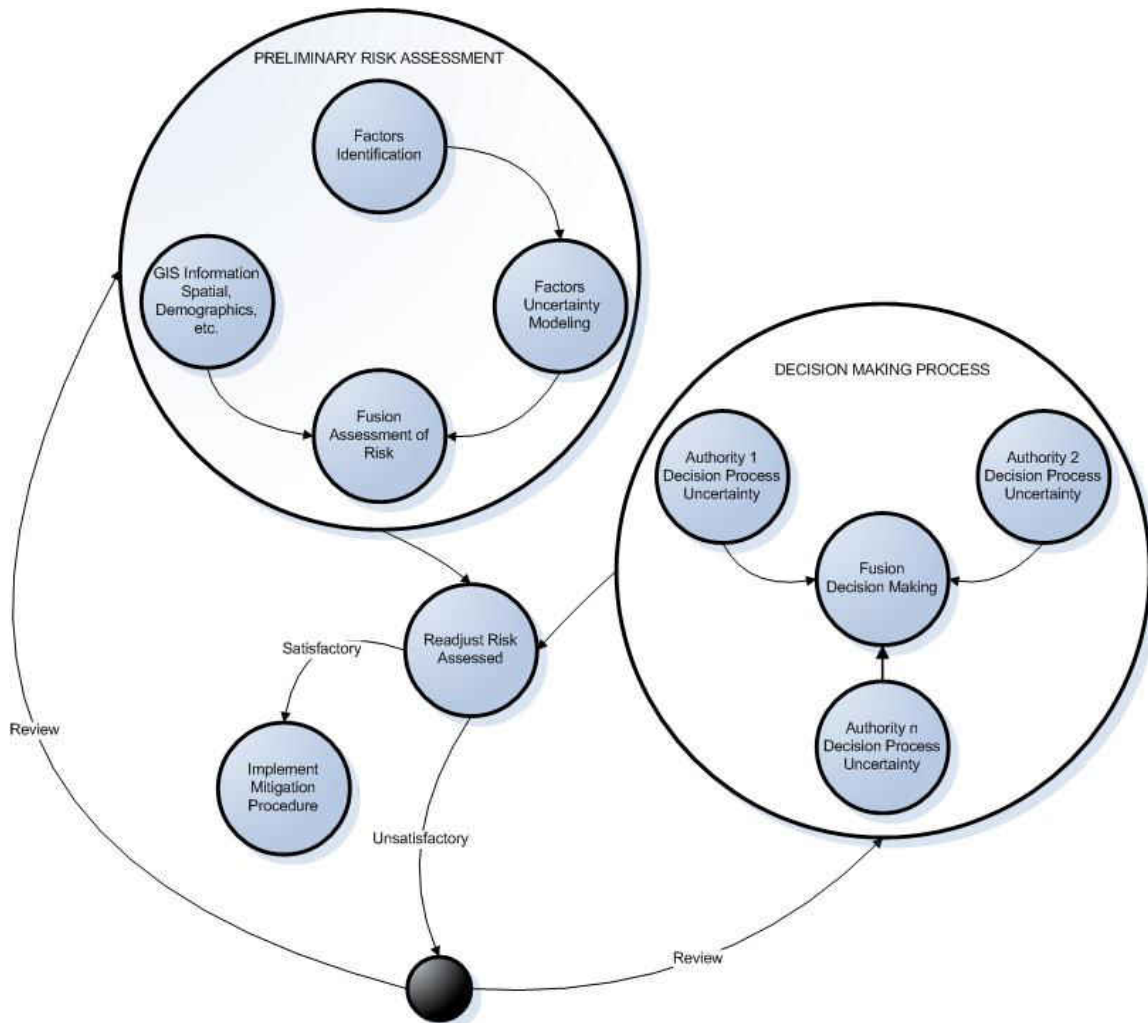 PRELIMINARY RISK ASSESSMENT
Factors
Identification
GIS Information
Spatial,
Demographics,
etc.
Factors
Uncertainty
Modeling
Fusion
Assessment of
Risk
DECISION MAKING PROCESS
Authority 1
Decision Process
Uncertainty
Authority 2
Decision Process
Uncertainty
Fusion
Decision Making
Authority n
Decision Process
Uncertainty
Readjust Risk
Assessed
Satisfactory
Implement
Mitigation
Procedure
Unsatisfactory
Review
Review